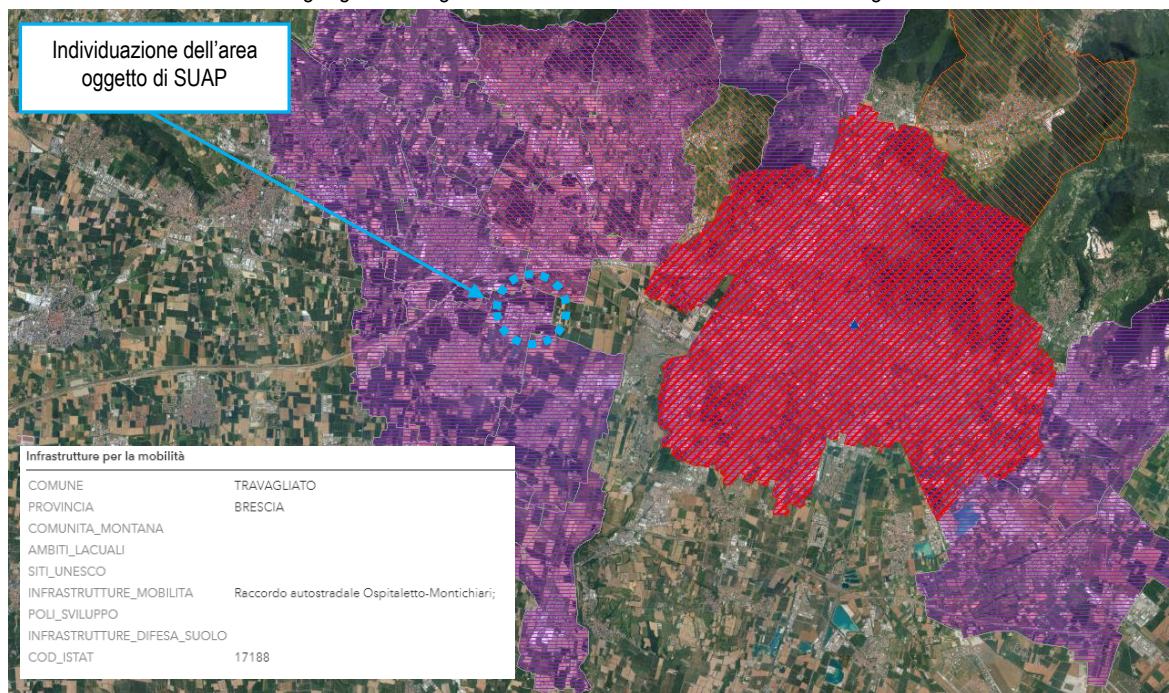 Individuazione dell'area
oggetto di SUAP
Infrastrutture per la mobilità
COMUNE TRAVAGLIATO
PROVINCIA BRESCIA
COMUNITA_MONTANA
AMBITI_LACUALI
SITI_UNESCO
INFRASTRUTTURE_MOBILITA Raccordo autostradale Ospitaletto-Montichiari;
POLI_SVILUPPO
INFRASTRUTTURE_DIFESA_SUOLO
COD_ISTAT 17188